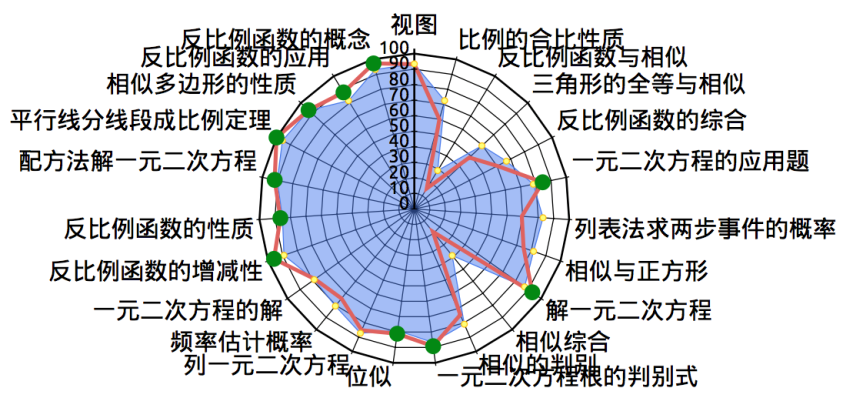 视图
反比例函数的概念
比例的合比性质
反比例函数的应用
反比例函数与相似
相似多边形的性质
三角形的全等与相似
平行线分线段成比例定理
反比例函数的综合
配方法解一元二次方程
一元二次方程的应用题
反比例函数的性质
列表法求两步事件的概率
反比例函数的增减性
相似与正方形
一元二次方程的解
解一元二次方程
频率估计概率
相似综合
列一元二次方程
相似的判别
位似
一元二次方程根的判别式
100
90
80
70
60
50
40
30
20
10
0